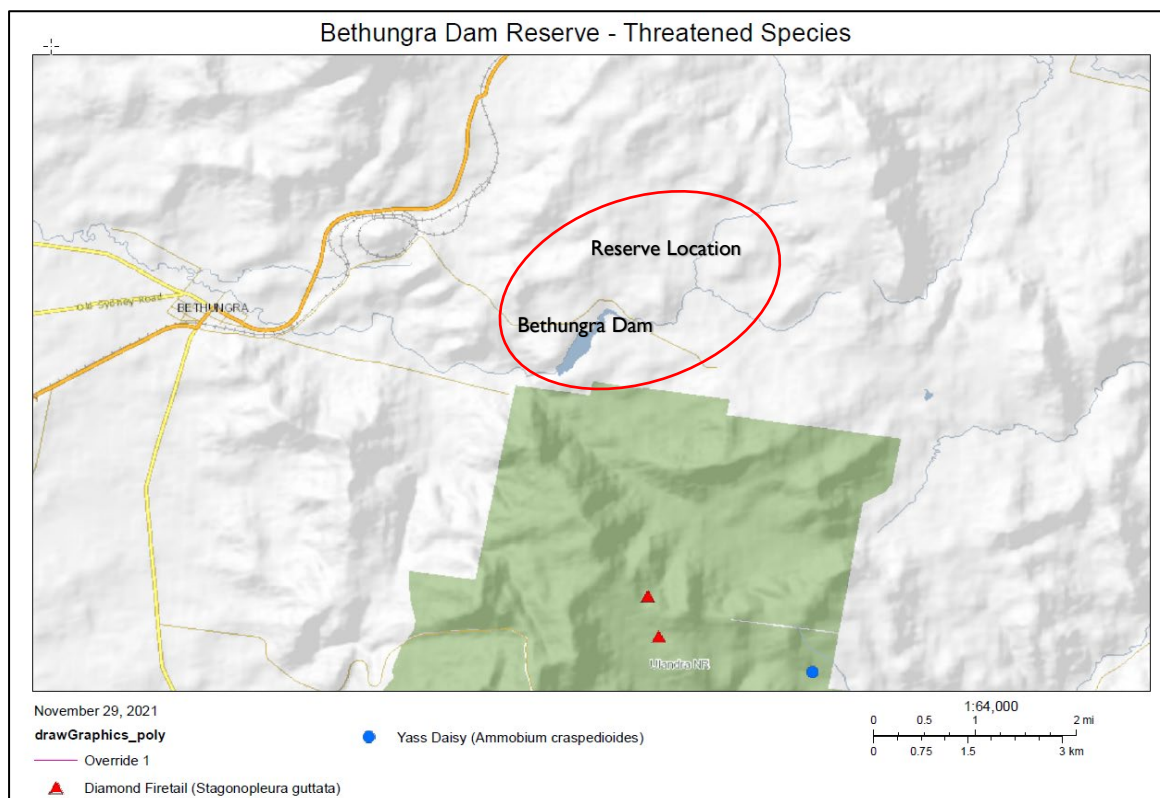 Bethungra Dam Reserve - Threatened Species
Reserve Location
Old Sydney Road
BETHUNGRA
Bethungra Dam
Ulandra NR
November 29, 2021
drawGraphics_poly
Override 1
Diamond Firetail (Stagonopleura guttata)
Yass Daisy (Ammobium craspedioides)
1:64,000
0 0.5 1 2 mi
0 0.75 1.5 3 km